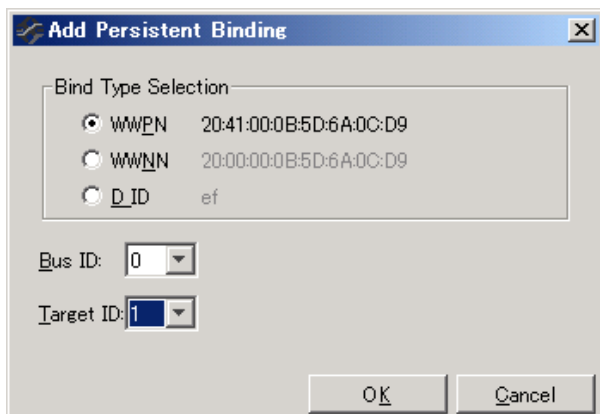 Add Persistent Binding
Bind Type Selection
WWPN 20:41:00:0B:5D:6A:0C:D9
WWNN 20:00:00:0B:5D:6A:0C:D9
D_ID ef
Bus ID: 0
Target ID: 1
OK Cancel